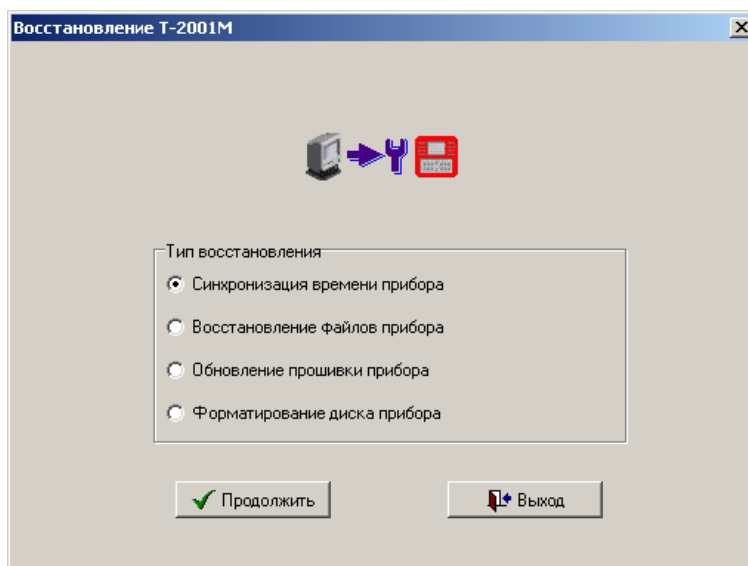 Восстановление Т-2001М
Тип восстановления
Синхронизация времени прибора
Восстановление файлов прибора
Обновление прошивки прибора
Форматирование диска прибора
Продолжить
Выход